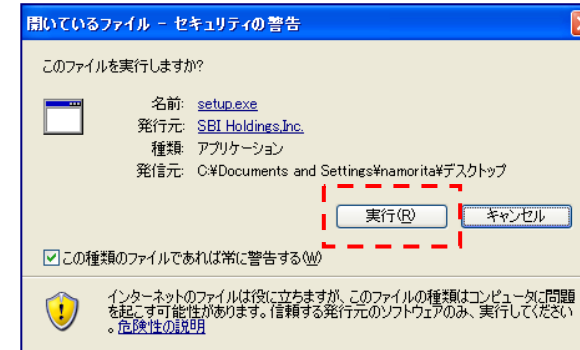 開いているファイル - セキュリティの警告
このファイルを実行しますか?
名前: setup.exe
発行元: SBI Holdings,Inc.
種類: アプリケーション
発信元: C:¥Documents and Settings¥namorita¥デスクトップ
実行(R) キャンセル
この種類のファイルであれば常に警告する(W)
インターネットのファイルは役に立ちますが、このファイルの種類はコンピュータに問題
を起こす可能性があります。信頼する発行元のソフトウェアのみ、実行してください
。危険性の説明